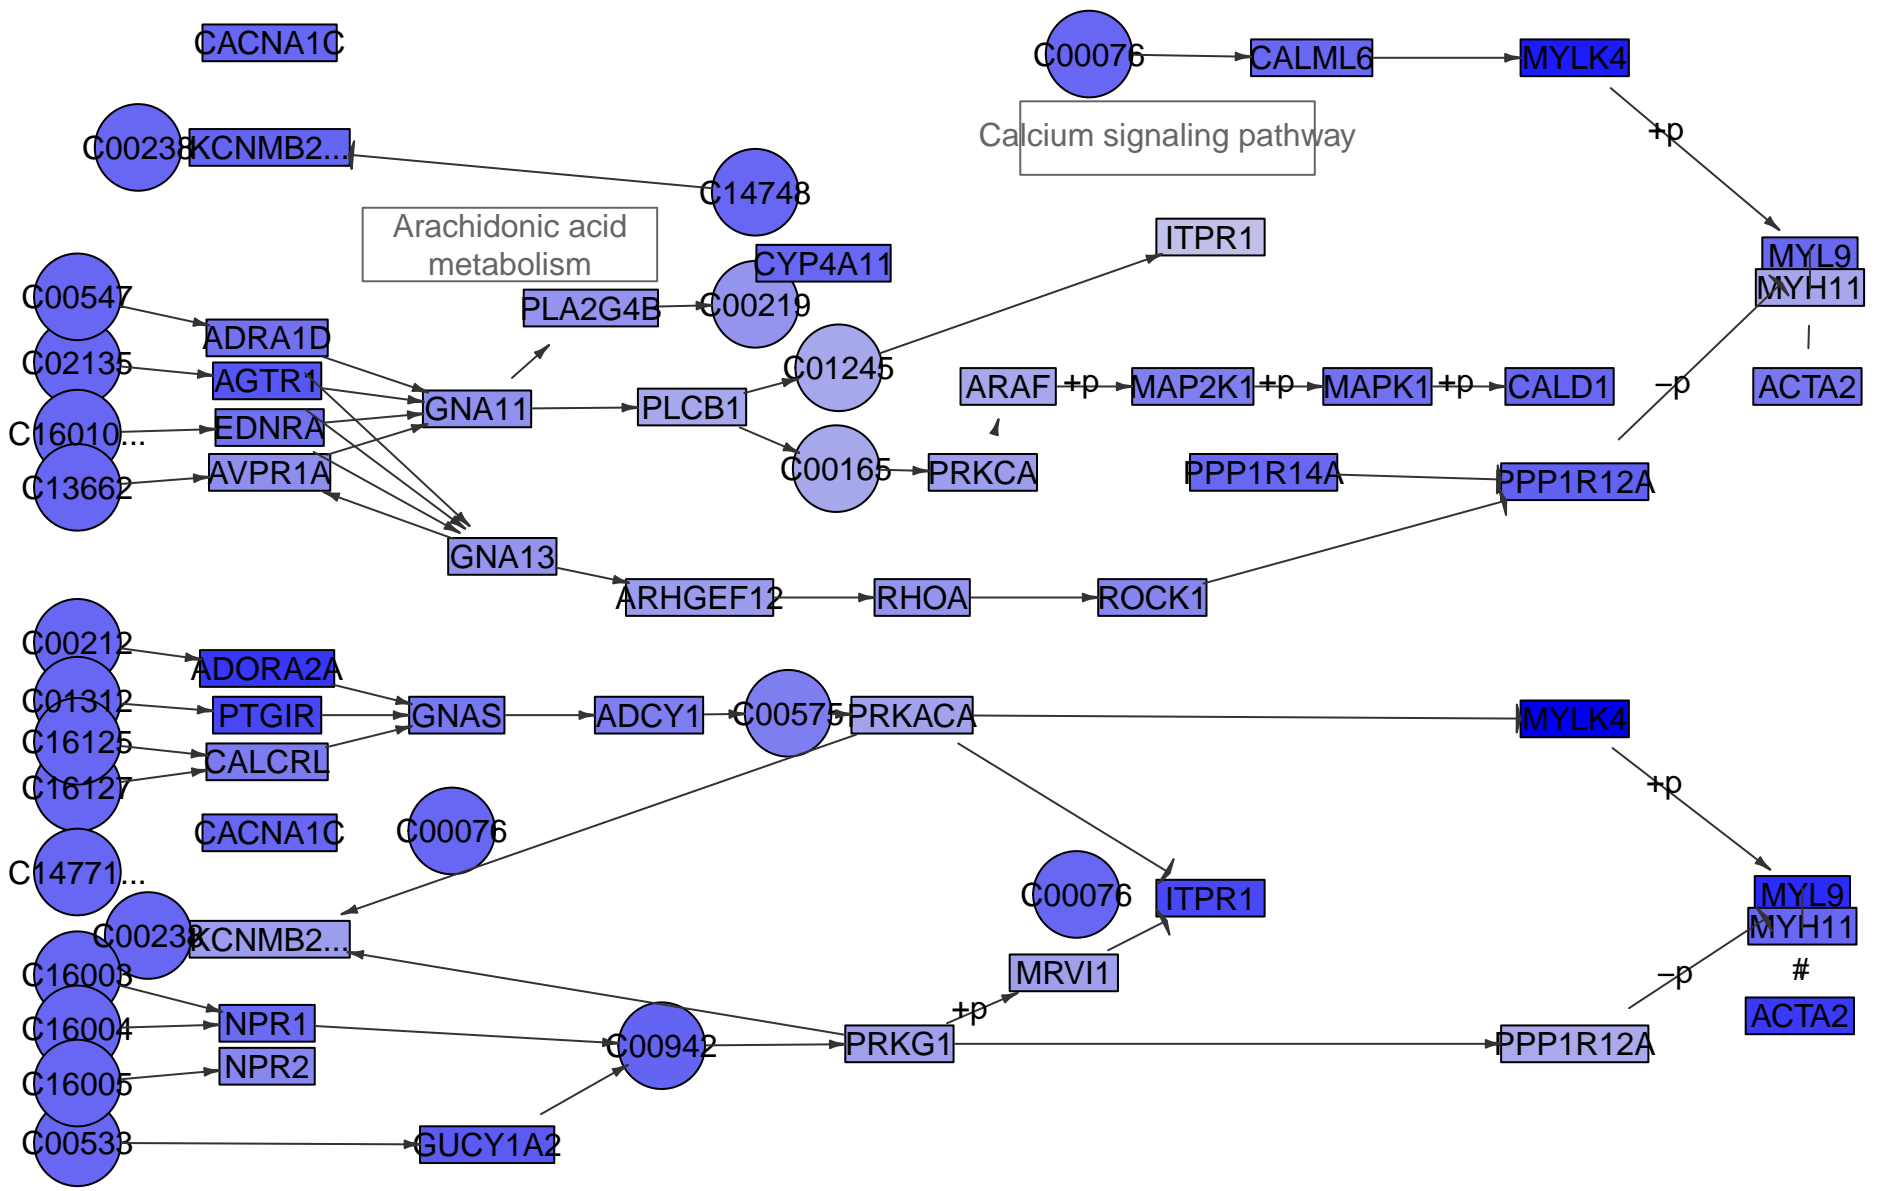 CACNA1C
C00076
CALML6
MYLK4
+p
Calcium signaling pathway
C00238
KCNMB2...
C14748
Arachidonic acid
metabolism
ITPR1
MYL9
CYP4A11
MYH11
C00547
PLA2G4B
C00219
ADRA1D
C02135
AGTR1
C01245
ARAF
+p
MAP2K1
+p
MAPK1
+p
CALD1
–p
ACTA2
GNA11
PLCB1
C16010...
EDNRA
C13662
AVPR1A
C00165
PRKCA
PPP1R14A
PPP1R12A
GNA13
ARHGEF12
RHOA
ROCK1
C00212
ADORA2A
C01312
PTGIR
GNAS
ADCY1
C00575
PRKACA
MYLK4
C16125
CALCRL
C16127
+p
CACNA1C
C00076
C14771...
C00076
ITPR1
MYL9
MYH11
C00238
KCNMB2...
C16003
MRVI1
–p
#
+p
C16004
NPR1
ACTA2
C00942
PRKG1
PPP1R12A
NPR2
C16005
C00533
GUCY1A2